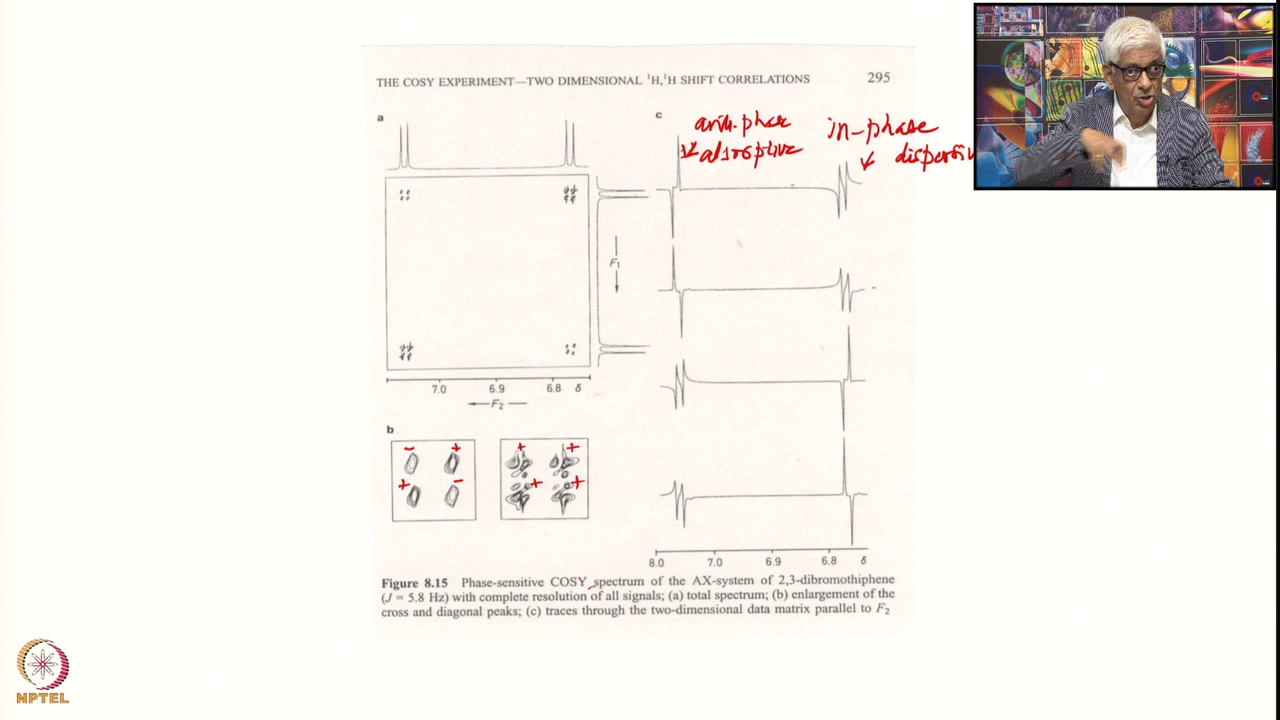 THE COSY EXPERIMENT—TWO DIMENSIONAL ¹H,¹H SHIFT CORRELATIONS 295
a
c
anti-phase
absorptive
in-phase
dispersiv
F₁
7.0 6.9 6.8 δ
F₂
b
- +
+ -
+ +
+ +
8.0 7.0 6.9 6.8 δ
Figure 8.15 Phase-sensitive COSY spectrum of the AX-system of 2,3-dibromothiphene
(J = 5.8 Hz) with complete resolution of all signals; (a) total spectrum; (b) enlargement of the
cross and diagonal peaks; (c) traces through the two-dimensional data matrix parallel to F₂
NPTEL